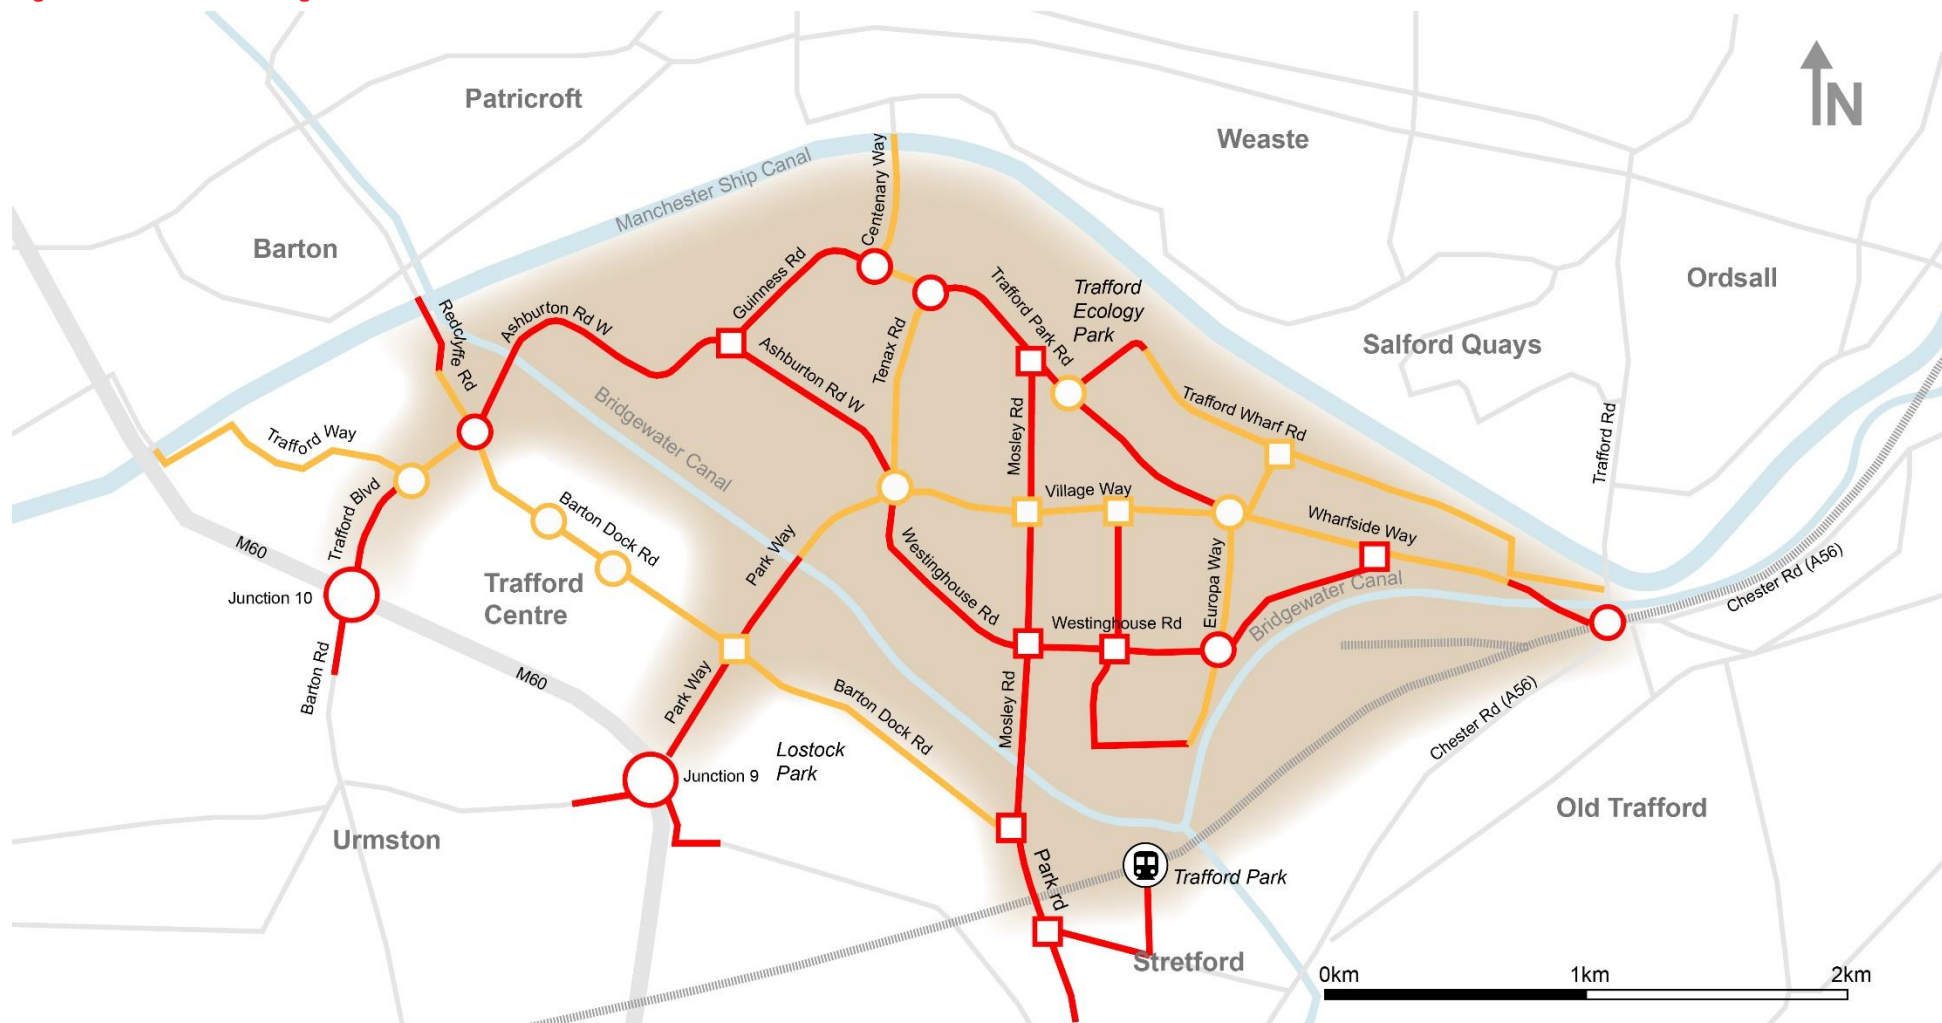 Patricroft
N
Weaste
Centenary Way
Manchester Ship Canal
Barton
Guinness Rd
Trafford Park Rd
Trafford
Ecology
Park
Ordsall
Redclyffe Rd
Ashburton Rd W
Tenax Rd
Salford Quays
Ashburton Rd W
Bridgewater Canal
Mosley Rd
Trafford Wharf Rd
Trafford Rd
Trafford Way
Trafford Blvd
Barton Dock Rd
Village Way
Wharfside Way
M60
Park Way
Westinghouse Rd
Europa Way
Bridgewater Canal
Chester Rd (A56)
Trafford
Centre
Junction 10
Westinghouse Rd
Barton Rd
M60
Park Way
Barton Dock Rd
Mosley Rd
Chester Rd (A56)
Lostock
Park
Junction 9
Old Trafford
Urmston
Park rd
Trafford Park
Stretford
0km
1km
2km